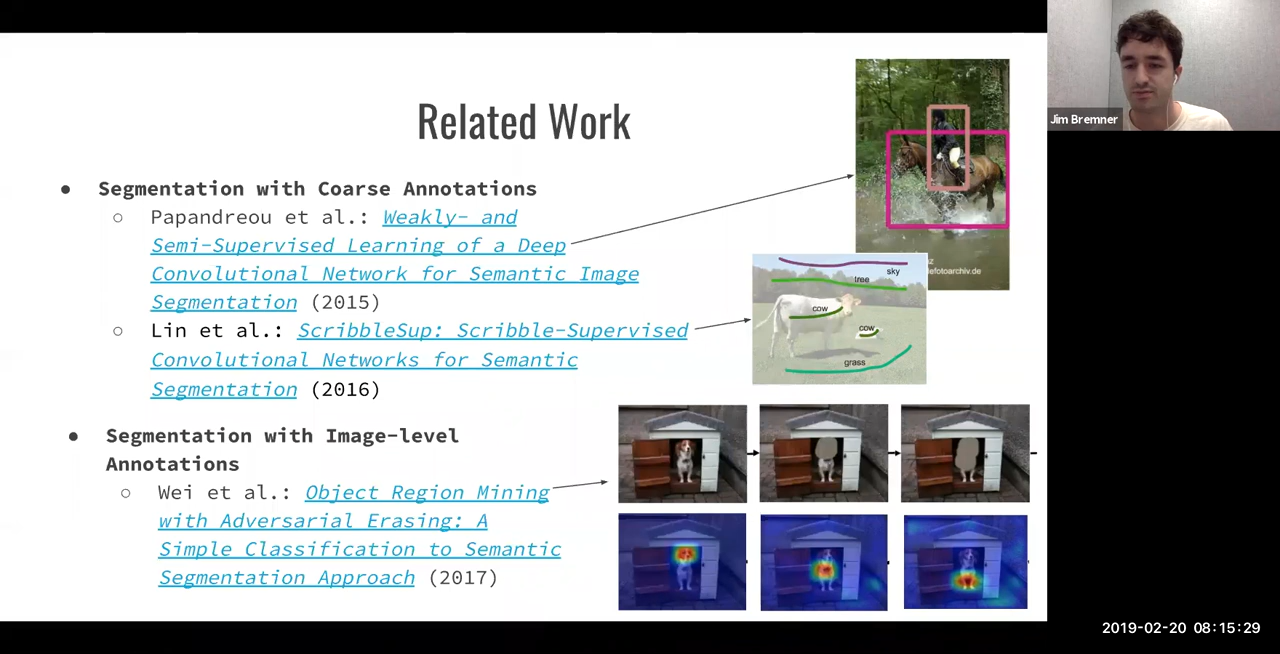 Related Work
● Segmentation with Coarse Annotations
○ Papandreou et al.: Weakly- and
Semi-Supervised Learning of a Deep
Convolutional Network for Semantic Image
Segmentation (2015)
○ Lin et al.: ScribbleSup: Scribble-Supervised
Convolutional Networks for Semantic
Segmentation (2016)
● Segmentation with Image-level
Annotations
○ Wei et al.: Object Region Mining
with Adversarial Erasing: A
Simple Classification to Semantic
Segmentation Approach (2017)
lefotoarchiv.de
sky
tree
cow
cow
grass
Jim Bremner
2019-02-20 08:15:29